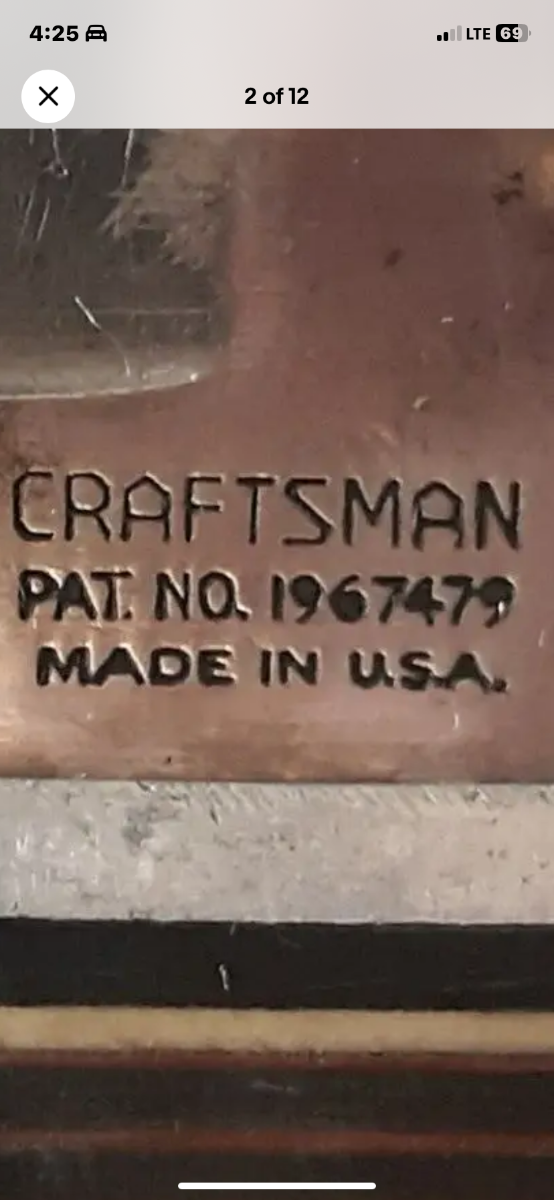 4:25
LTE 69
2 of 12
CRAFTSMAN
PAT. NO. 1967479
MADE IN U.S.A.